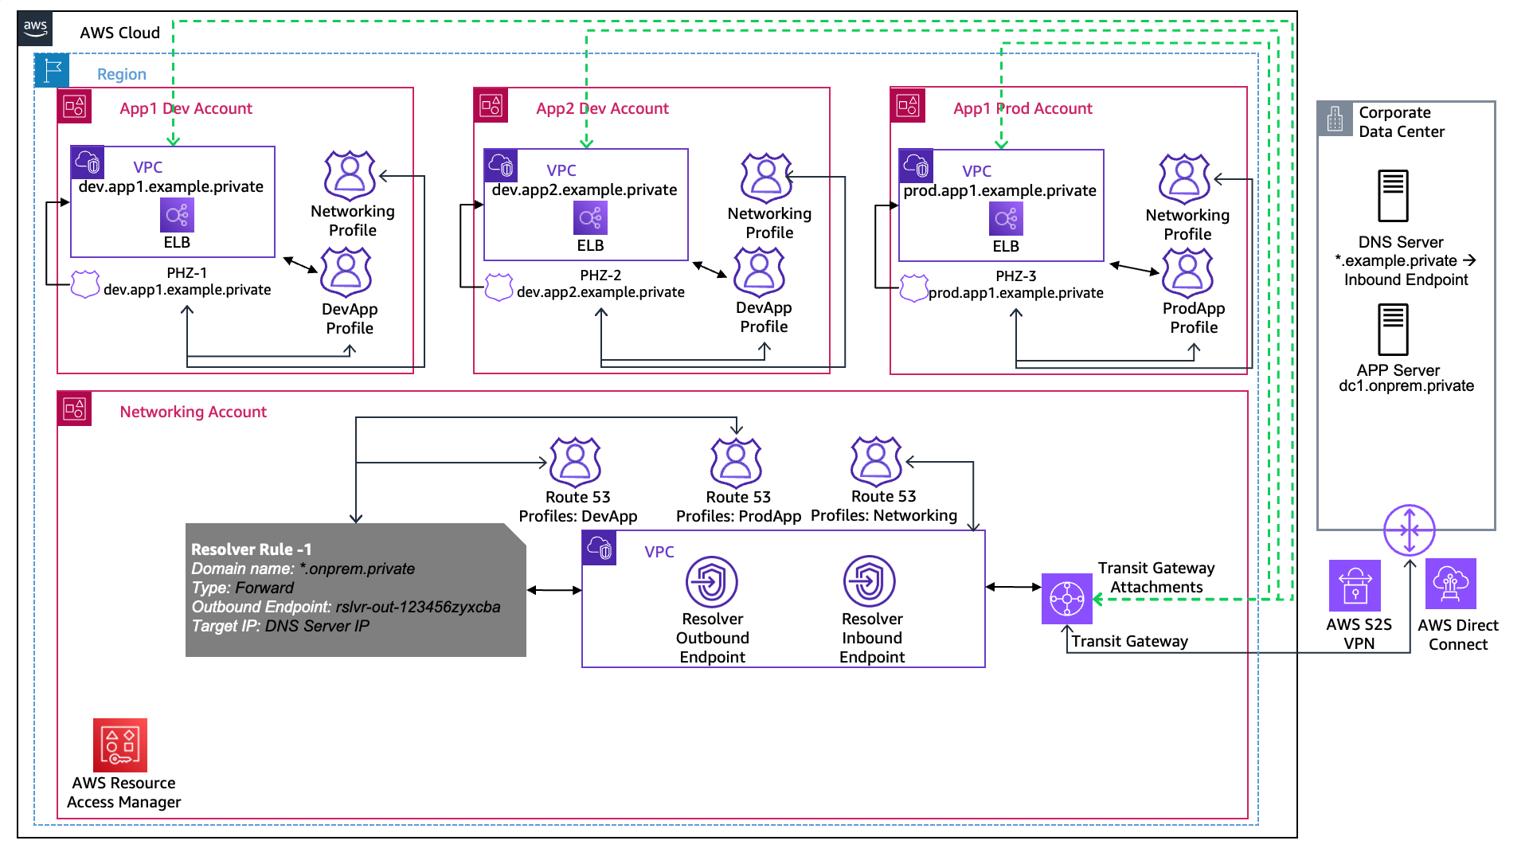 aws
AWS Cloud
Region
App1 Dev Account
VPC
dev.app1.example.private
ELB
PHZ-1
dev.app1.example.private
Networking
Profile
DevApp
Profile
App2 Dev Account
VPC
dev.app2.example.private
ELB
PHZ-2
dev.app2.example.private
Networking
Profile
DevApp
Profile
App1 Prod Account
VPC
prod.app1.example.private
ELB
PHZ-3
prod.app1.example.private
Networking
Profile
ProdApp
Profile
Corporate
Data Center
DNS Server
*.example.private →
Inbound Endpoint
APP Server
dc1.onprem.private
Networking Account
Route 53
Profiles: DevApp
Route 53
Profiles: ProdApp
Route 53
Profiles: Networking
Resolver Rule -1
Domain name: *.onprem.private
Type: Forward
Outbound Endpoint: rslvr-out-123456zyxcba
Target IP: DNS Server IP
VPC
Resolver
Outbound
Endpoint
Resolver
Inbound
Endpoint
Transit Gateway
Attachments
Transit Gateway
AWS S2S
VPN
AWS Direct
Connect
AWS Resource
Access Manager